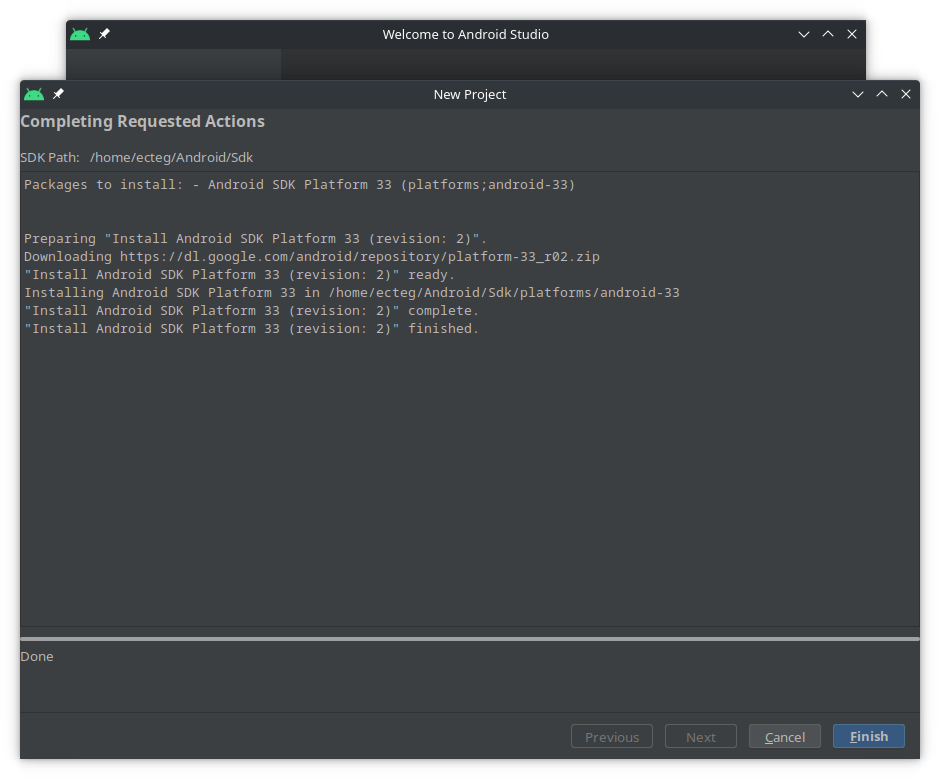 Welcome to Android Studio
New Project
Completing Requested Actions
SDK Path: /home/ecteg/Android/Sdk
Packages to install: - Android SDK Platform 33 (platforms;android-33)
Preparing "Install Android SDK Platform 33 (revision: 2)".
Downloading https://dl.google.com/android/repository/platform-33_r02.zip
"Install Android SDK Platform 33 (revision: 2)" ready.
Installing Android SDK Platform 33 in /home/ecteg/Android/Sdk/platforms/android-33
"Install Android SDK Platform 33 (revision: 2)" complete.
"Install Android SDK Platform 33 (revision: 2)" finished.
Done
Previous Next Cancel Finish